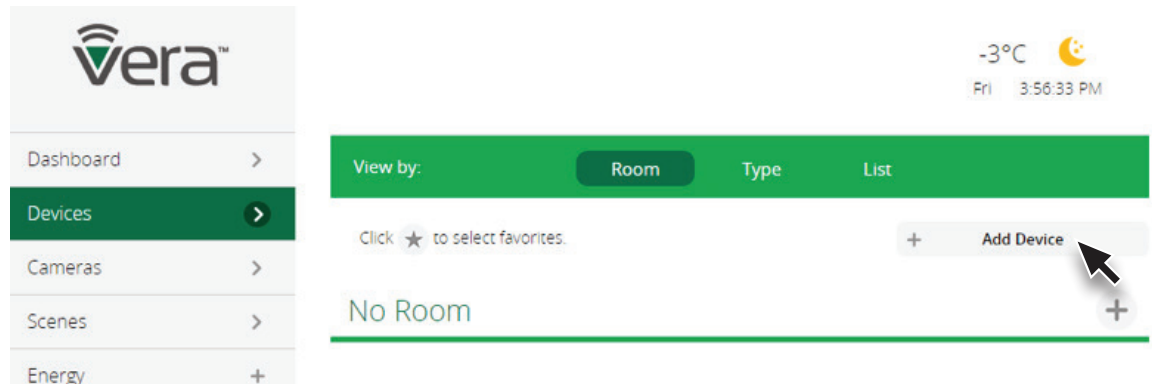 vera™
-3°C
Fri 3:56:33 PM
Dashboard
Devices
Cameras
Scenes
Energy
View by: Room Type List
Click ★ to select favorites.
+ Add Device
No Room